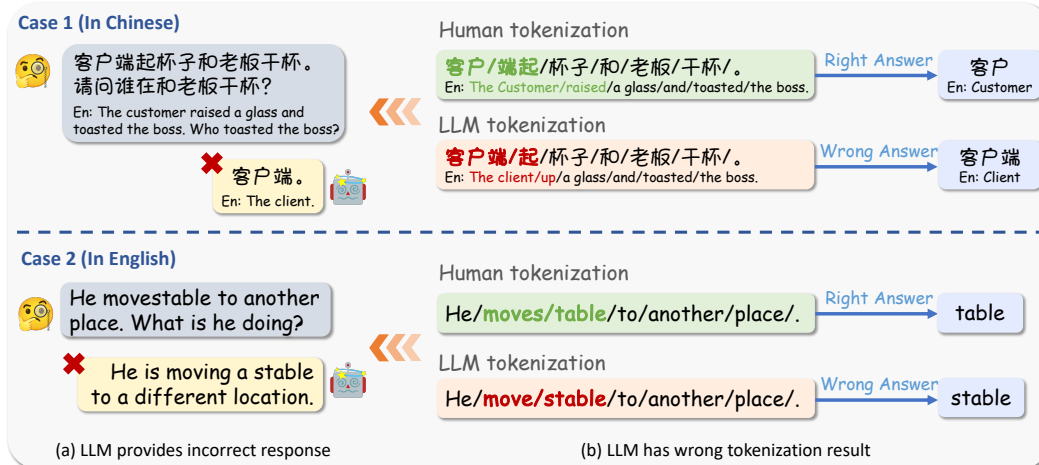 Case 1 (In Chinese)
客户端起杯子和老板干杯。
请问谁在和老板干杯?
En: The customer raised a glass and
toasted the boss. Who toasted the boss?
客户端。
En: The client.
Human tokenization
客户/端起/杯子/和/老板/干杯/。
En: The Customer/raised/a glass/and/toasted/the boss.
Right Answer
客户
En: Customer
LLM tokenization
客户端/起/杯子/和/老板/干杯/。
En: The client/up/a glass/and/toasted/the boss.
Wrong Answer
客户端
En: Client
Case 2 (In English)
He movestable to another
place. What is he doing?
He is moving a stable
to a different location.
Human tokenization
He/moves/table/to/another/place/.
Right Answer
table
LLM tokenization
He/move/stable/to/another/place/.
Wrong Answer
stable
(a) LLM provides incorrect response
(b) LLM has wrong tokenization result